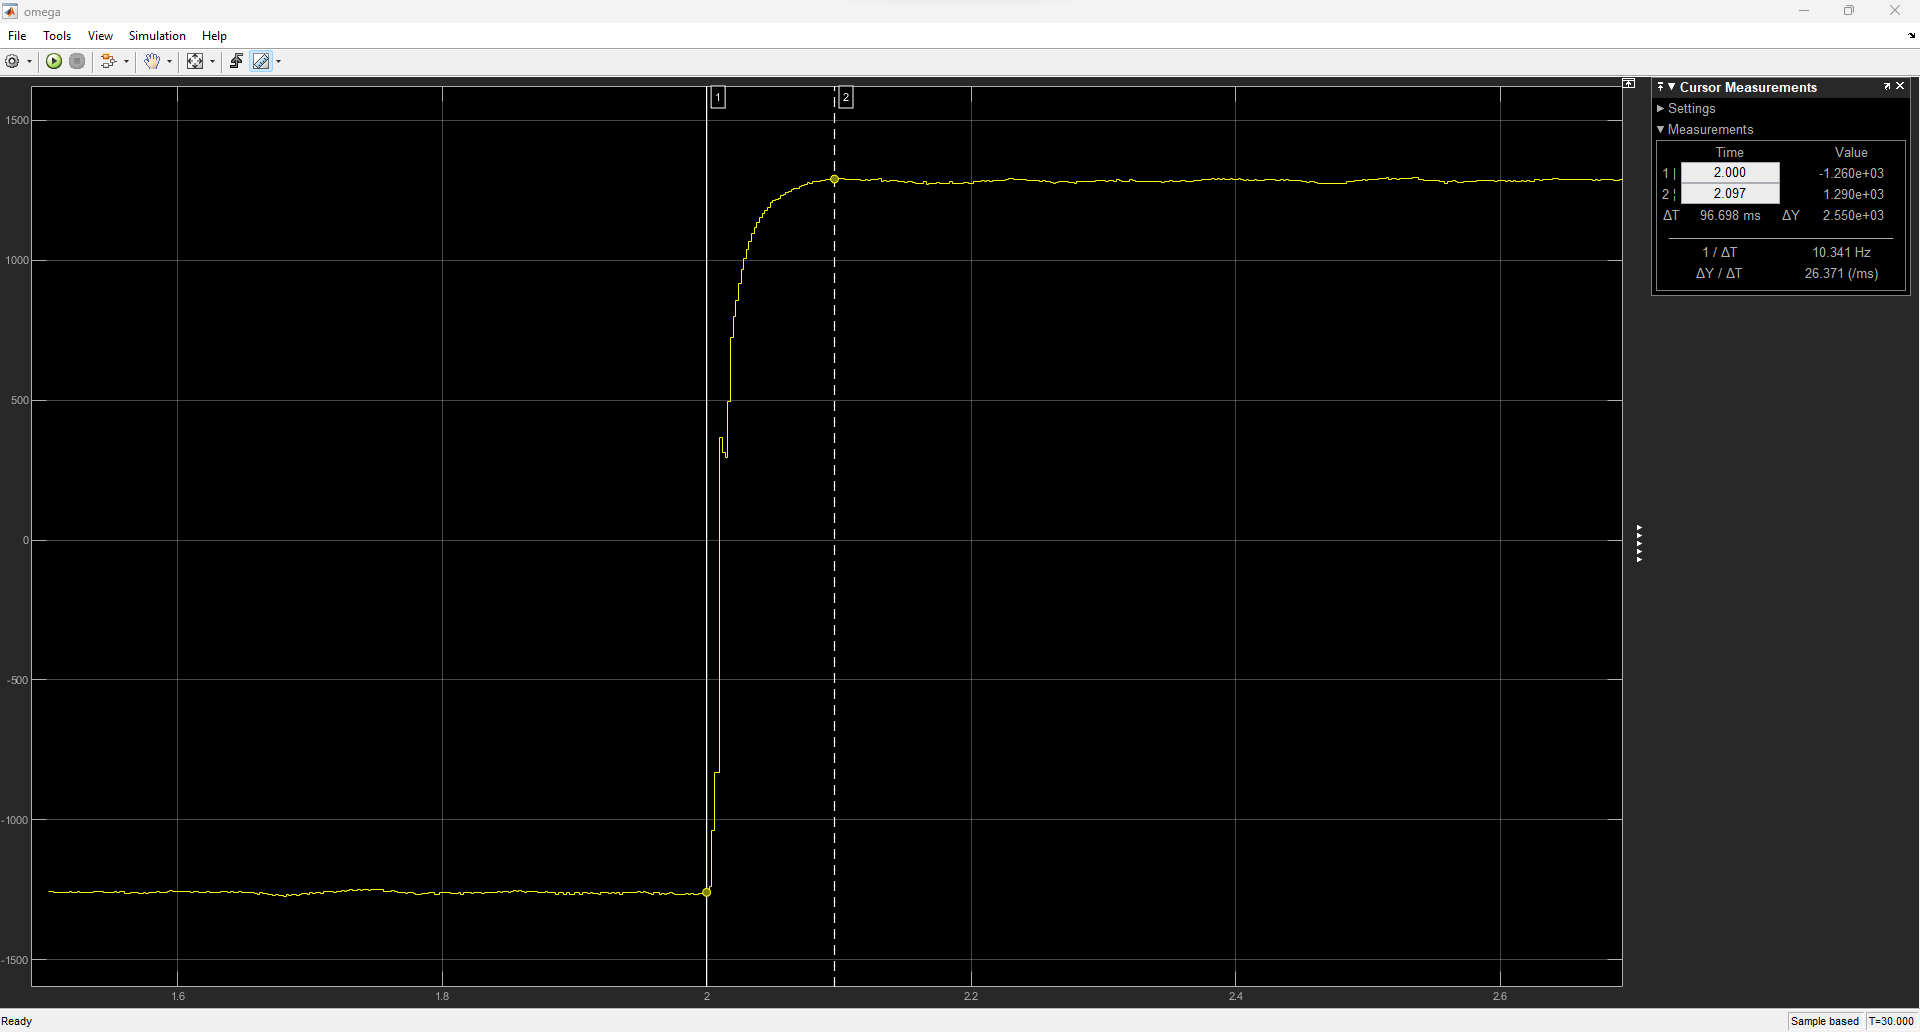 omega
File Tools View Simulation Help
1 2
1500
1000
500
0
-500
-1000
-1500
1.6 1.8 2 2.2 2.4 2.6
Cursor Measurements
Settings
Measurements
Time Value
1 | 2.000 -1.260e+03
2 ¦ 2.097 1.290e+03
ΔT 96.698 ms ΔY 2.550e+03
1 / ΔT 10.341 Hz
ΔY / ΔT 26.371 (/ms)
Ready Sample based T=30.000